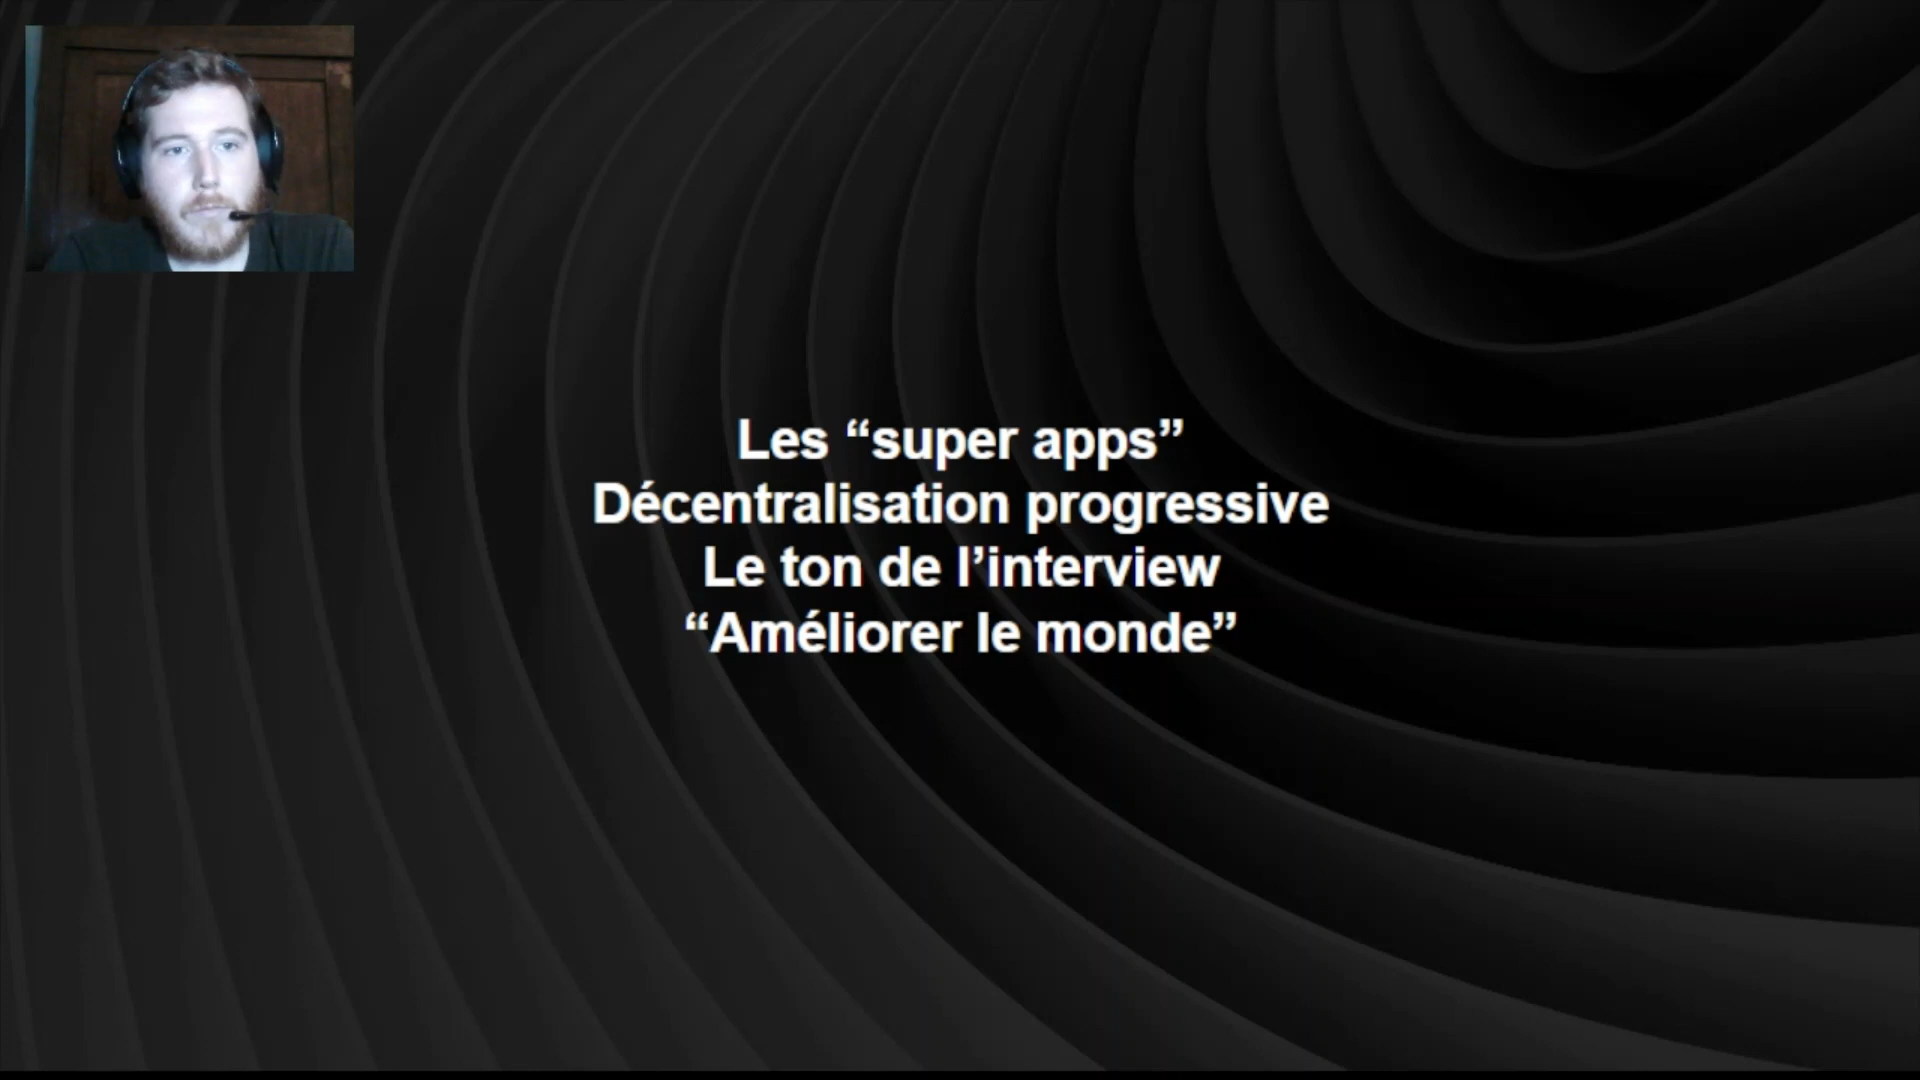 Les “super apps”
Décentralisation progressive
Le ton de l’interview
“Améliorer le monde”